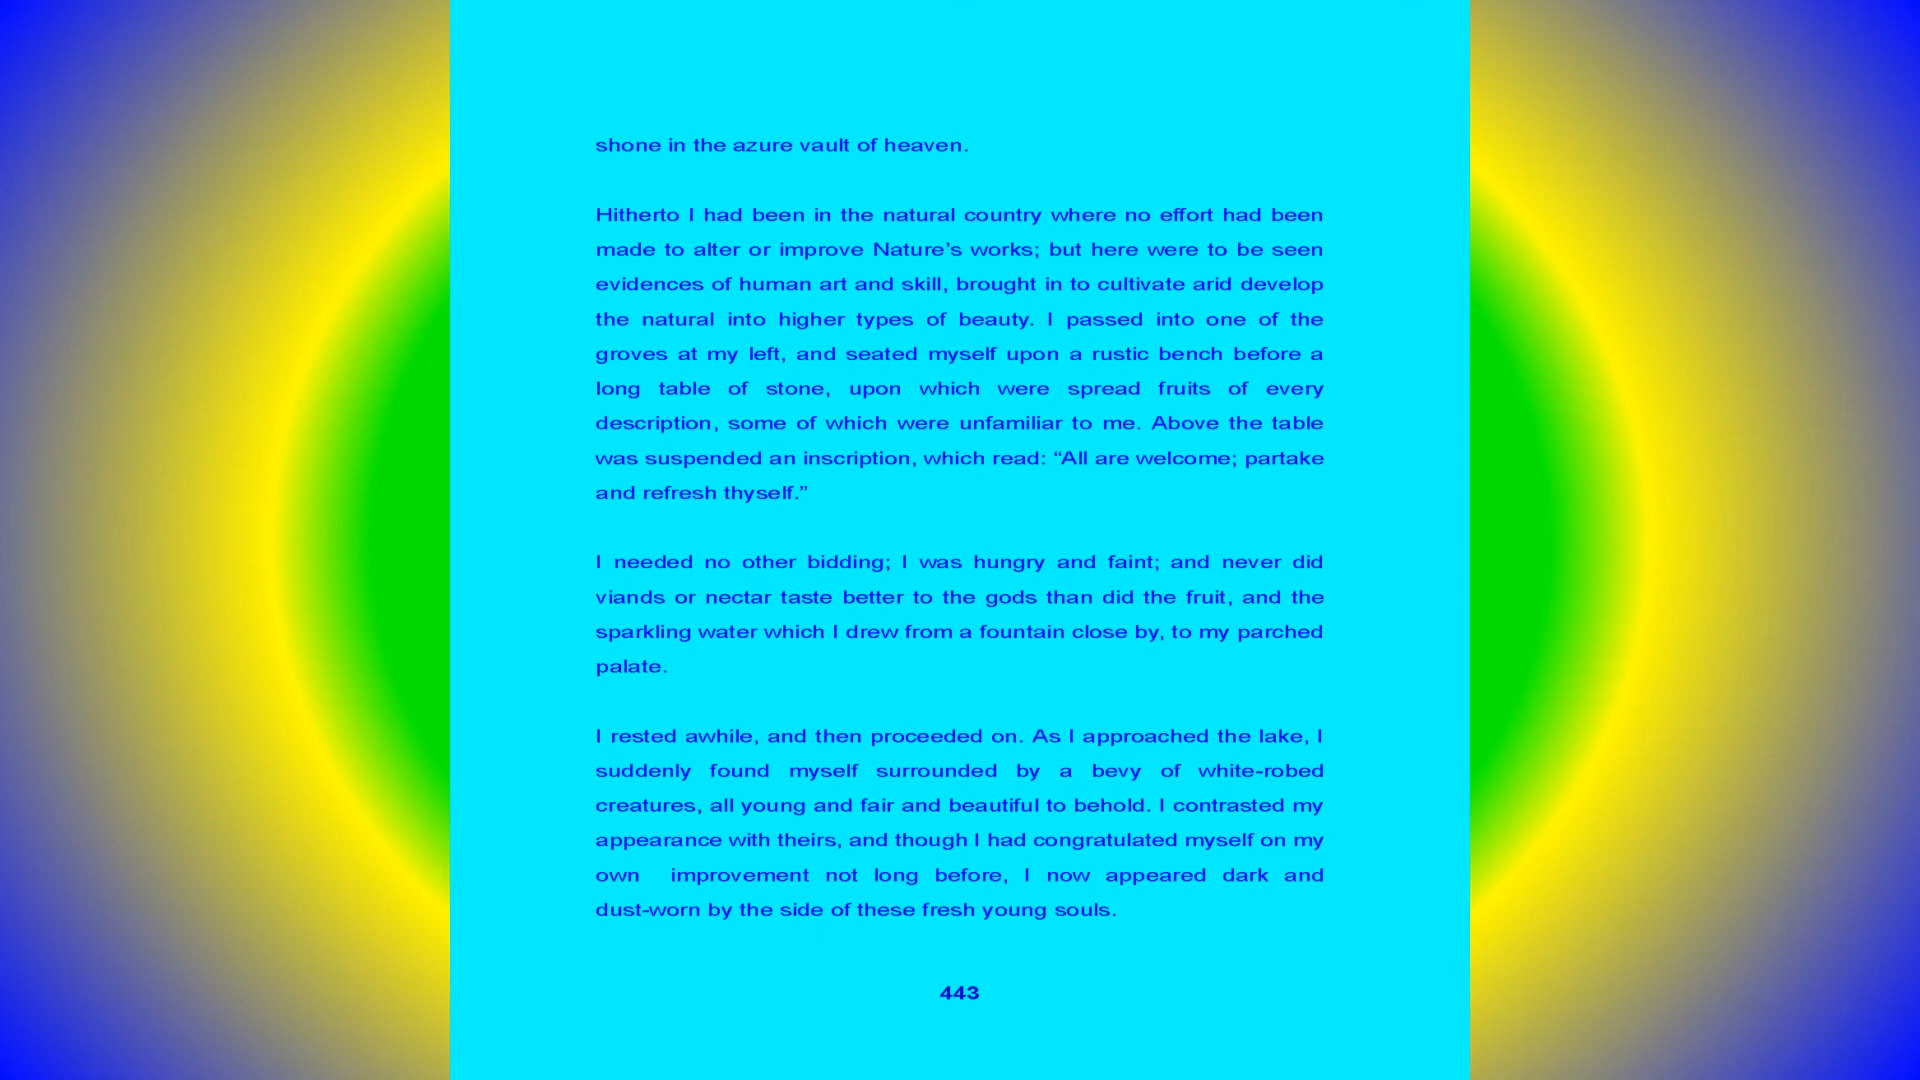 shone in the azure vault of heaven.
Hitherto I had been in the natural country where no effort had been
made to alter or improve Nature’s works; but here were to be seen
evidences of human art and skill, brought in to cultivate arid develop
the natural into higher types of beauty. I passed into one of the
groves at my left, and seated myself upon a rustic bench before a
long table of stone, upon which were spread fruits of every
description, some of which were unfamiliar to me. Above the table
was suspended an inscription, which read: “All are welcome; partake
and refresh thyself.”
I needed no other bidding; I was hungry and faint; and never did
viands or nectar taste better to the gods than did the fruit, and the
sparkling water which I drew from a fountain close by, to my parched
palate.
I rested awhile, and then proceeded on. As I approached the lake, I
suddenly found myself surrounded by a bevy of white-robed
creatures, all young and fair and beautiful to behold. I contrasted my
appearance with theirs, and though I had congratulated myself on my
own improvement not long before, I now appeared dark and
dust-worn by the side of these fresh young souls.
443